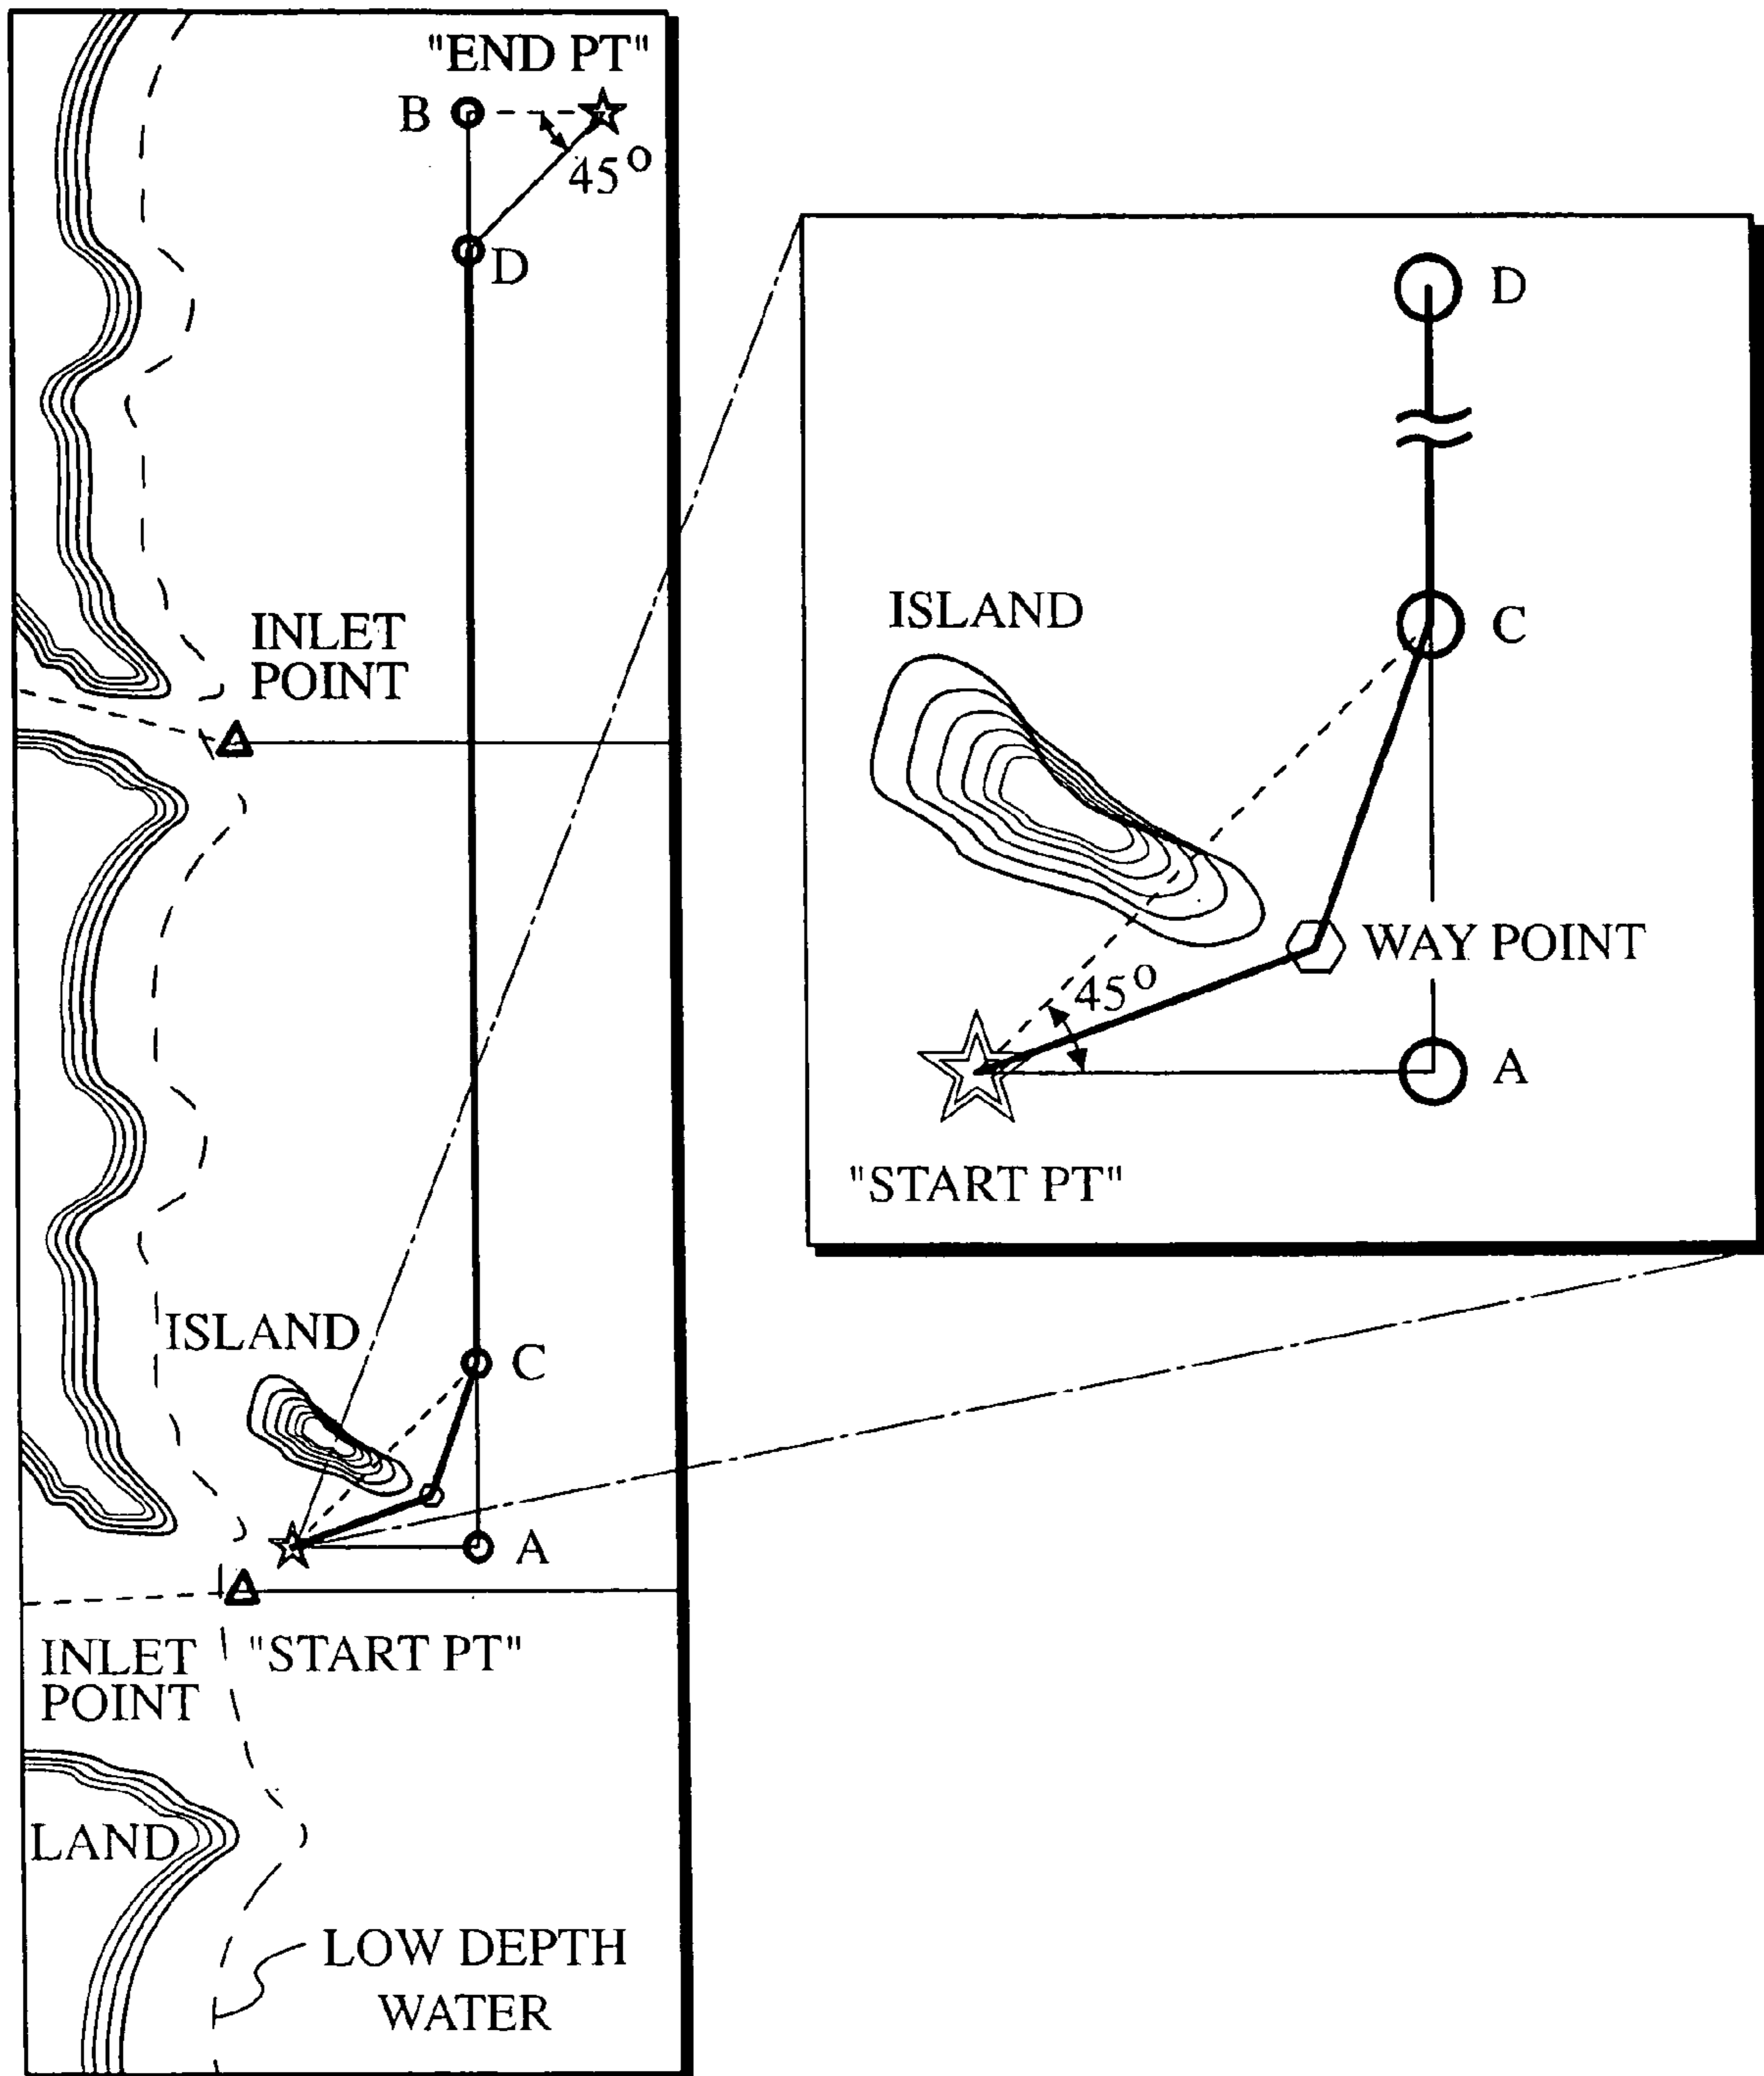 "END PT"
B
45°
D
INLET
POINT
ISLAND
C
A
"START PT"
INLET
POINT
LAND
LOW DEPTH
WATER
D
ISLAND
C
WAY POINT
45°
A
"START PT"